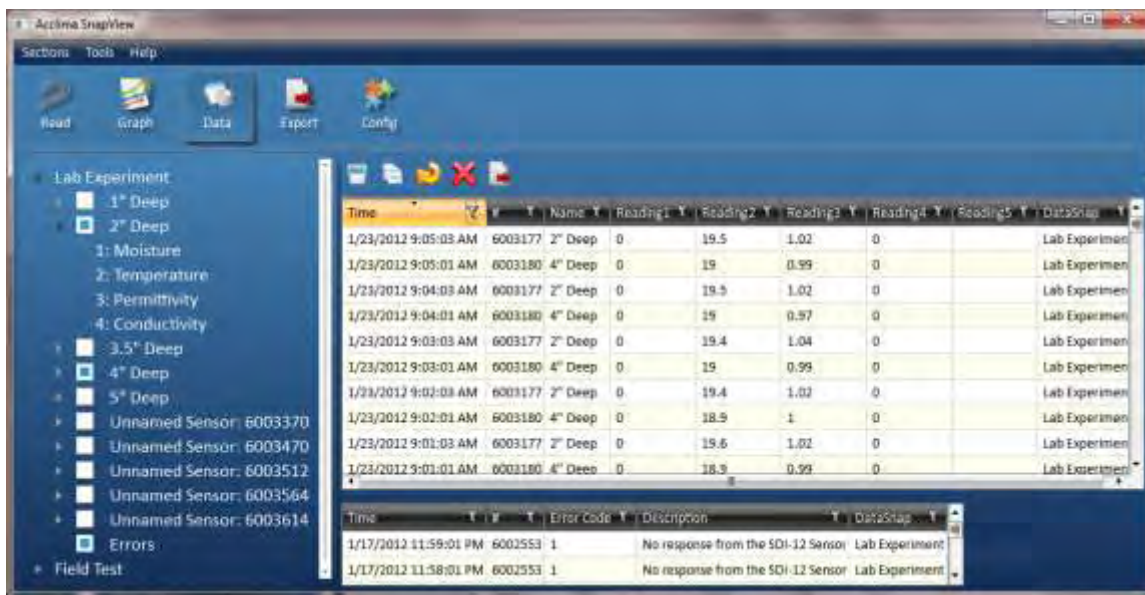 Acclima SnapView
Sections Tools Help
Read Graph Data Export Config
Lab Experiment
1" Deep
2" Deep
1: Moisture
2: Temperature
3: Permittivity
4: Conductivity
3.5" Deep
4" Deep
5" Deep
Unnamed Sensor: 6003370
Unnamed Sensor: 6003470
Unnamed Sensor: 6003512
Unnamed Sensor: 6003564
Unnamed Sensor: 6003614
Errors
Field Test
Time # Name Reading1 Reading2 Reading3 Reading4 Reading5 DataSnap
1/23/2012 9:05:03 AM 6003177 2" Deep 0 19.5 1.02 0 Lab Experimen
1/23/2012 9:05:01 AM 6003180 4" Deep 0 19 0.99 0 Lab Experimen
1/23/2012 9:04:03 AM 6003177 2" Deep 0 19.5 1.02 0 Lab Experimen
1/23/2012 9:04:01 AM 6003180 4" Deep 0 19 0.97 0 Lab Experimen
1/23/2012 9:03:03 AM 6003177 2" Deep 0 19.4 1.04 0 Lab Experimen
1/23/2012 9:03:01 AM 6003180 4" Deep 0 19 0.99 0 Lab Experimen
1/23/2012 9:02:03 AM 6003177 2" Deep 0 19.4 1.02 0 Lab Experimen
1/23/2012 9:02:01 AM 6003180 4" Deep 0 18.9 1 0 Lab Experimen
1/23/2012 9:01:03 AM 6003177 2" Deep 0 19.6 1.02 0 Lab Experimen
1/23/2012 9:01:01 AM 6003180 4" Deep 0 18.9 0.99 0 Lab Experimen
Time # Error Code Description DataSnap
1/17/2012 11:59:01 PM 6002553 1 No response from the SDI-12 Sensor Lab Experiment
1/17/2012 11:58:01 PM 6002553 1 No response from the SDI-12 Sensor Lab Experiment